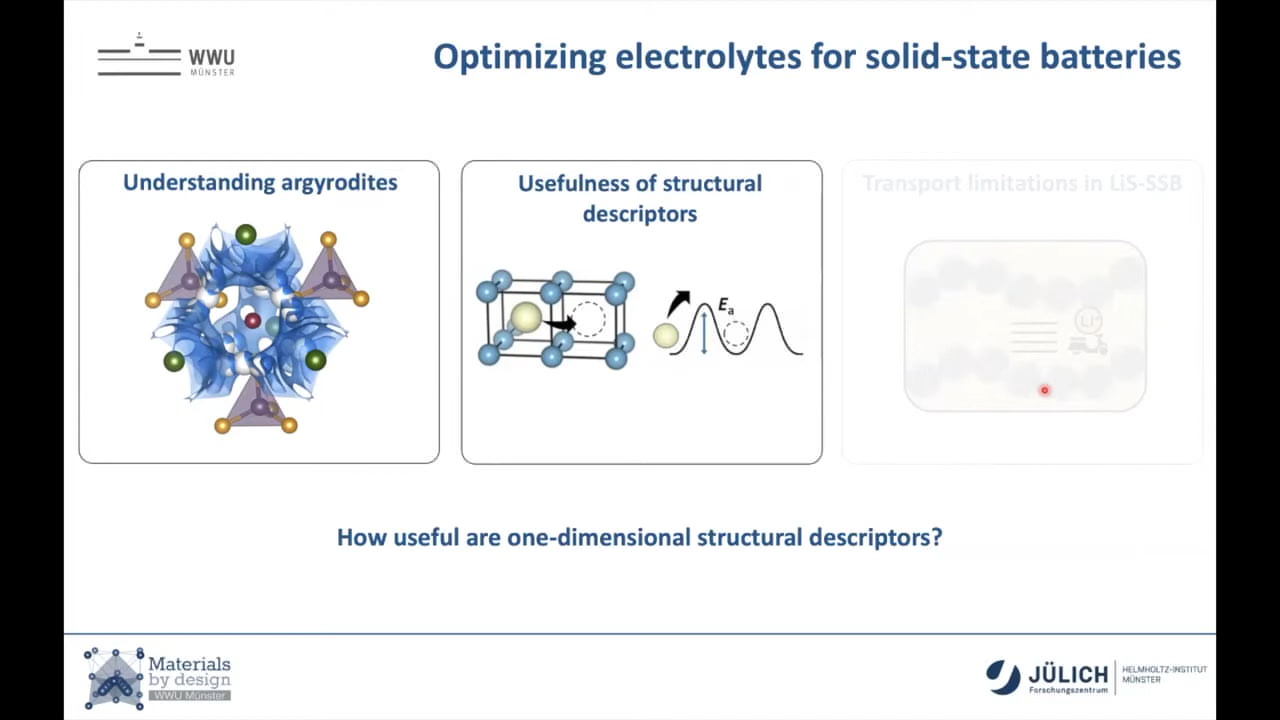 WWU
MÜNSTER
Optimizing electrolytes for solid-state batteries
Understanding argyrodites
Usefulness of structural
descriptors
Eₐ
Transport limitations in LiS-SSB
Li⁺
How useful are one-dimensional structural descriptors?
Materials
by design
WWU Münster
JÜLICH
Forschungszentrum
HELMHOLTZ-INSTITUT
MÜNSTER